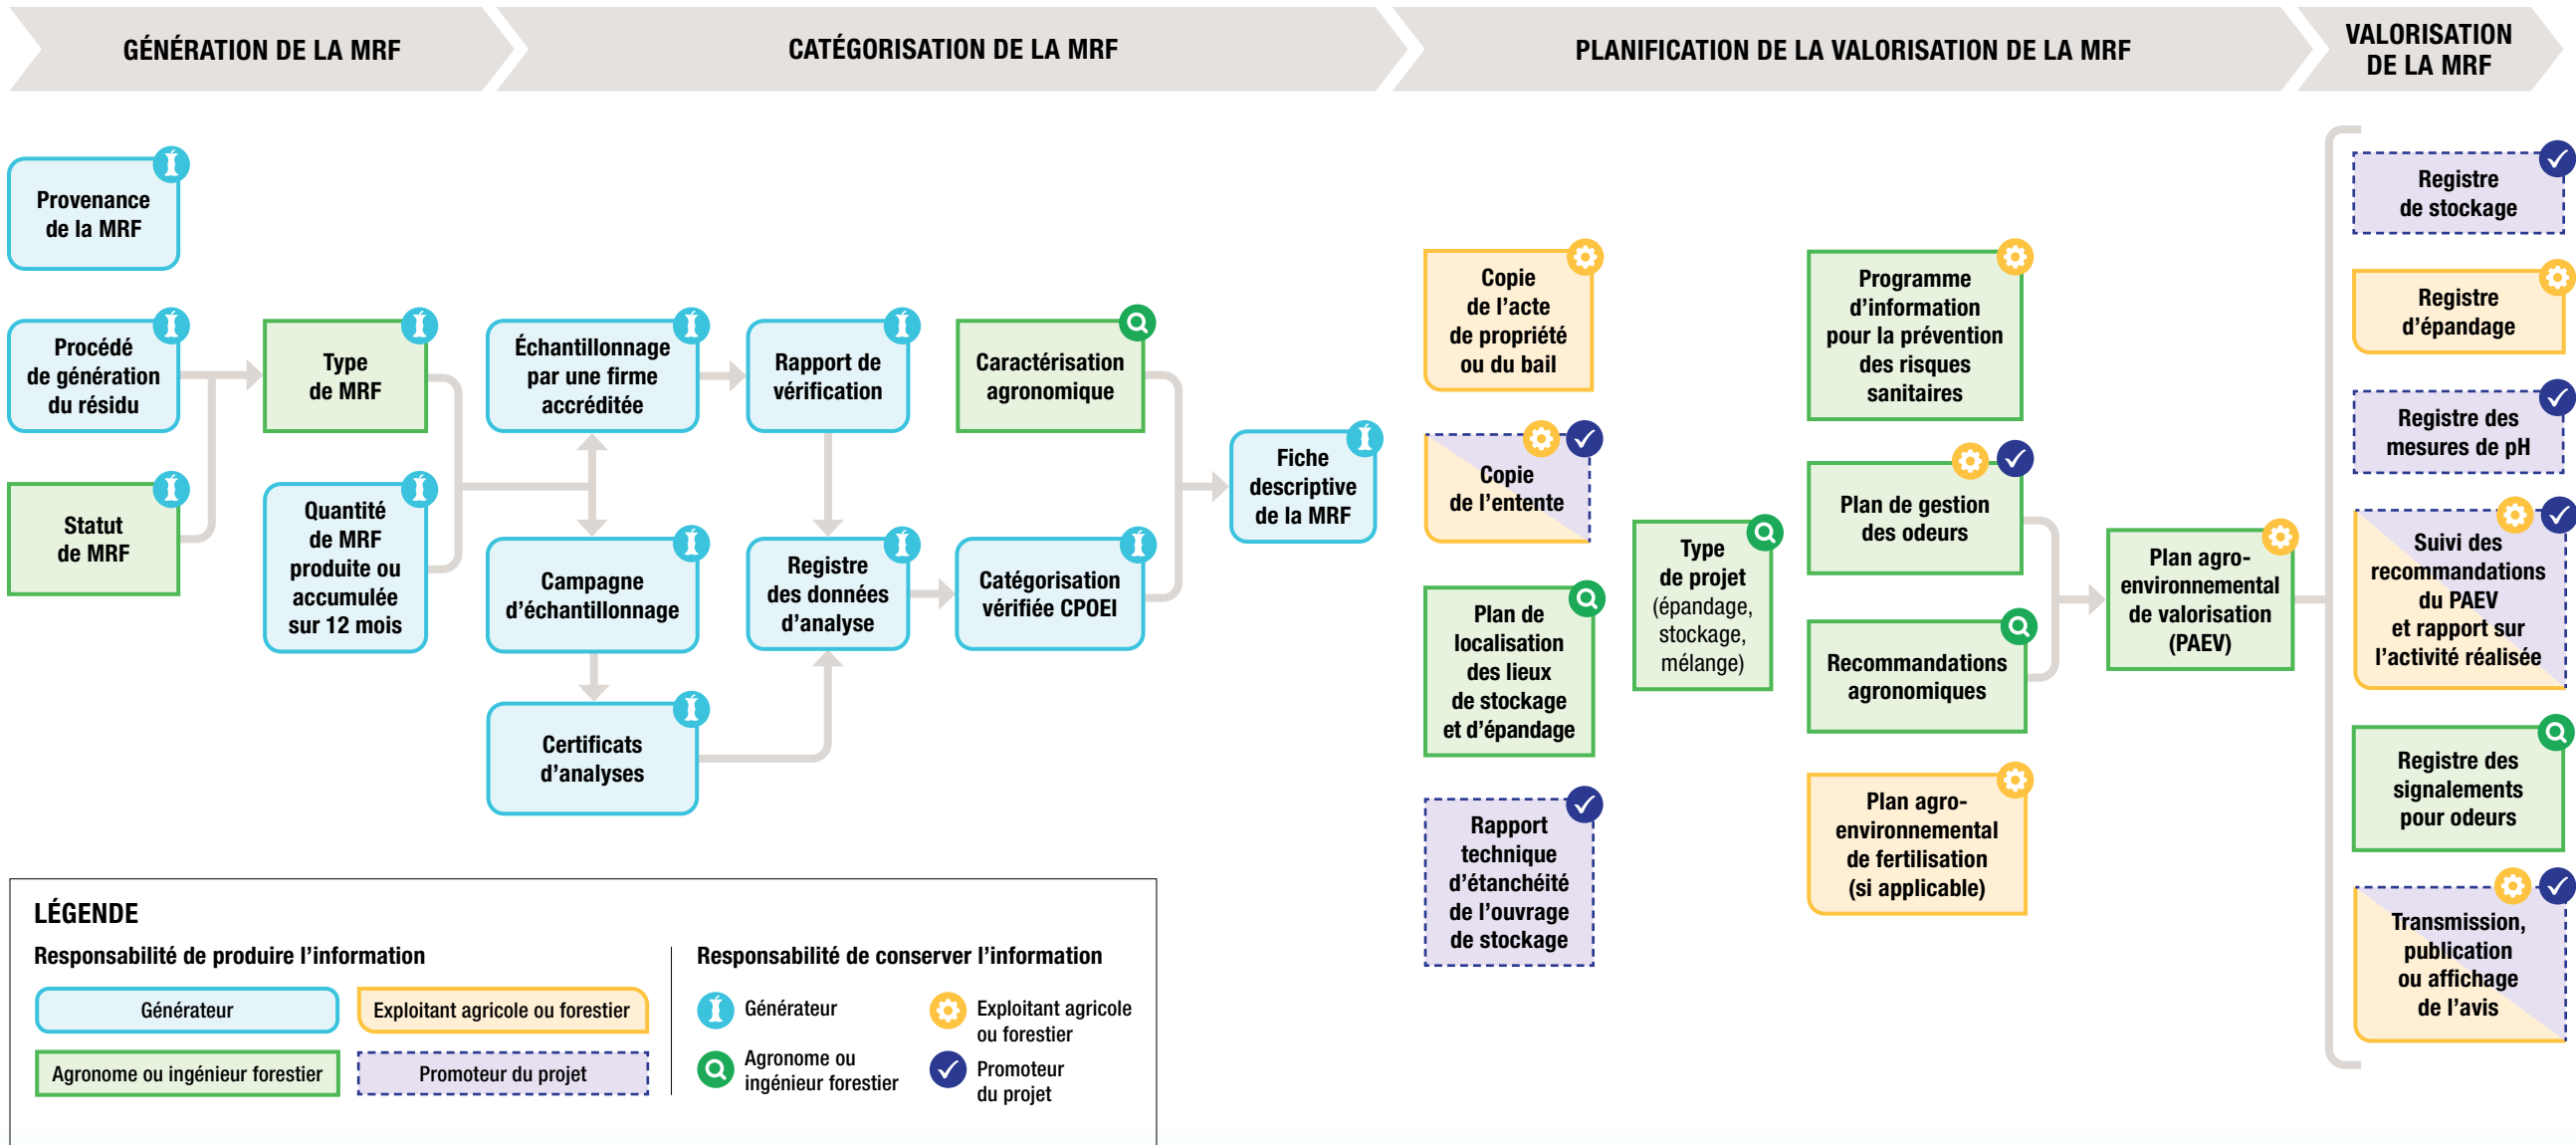 GÉNÉRATION DE LA MRF
CATÉGORISATION DE LA MRF
PLANIFICATION DE LA VALORISATION DE LA MRF
VALORISATION
DE LA MRF
Provenance
de la MRF
Procédé
de génération
du résidu
Statut
de MRF
Type
de MRF
Quantité
de MRF
produite ou
accumulée
sur 12 mois
Échantillonnage
par une firme
accréditée
Campagne
d’échantillonnage
Certificats
d’analyses
Rapport de
vérification
Registre
des données
d’analyse
Caractérisation
agronomique
Catégorisation
vérifiée CPOEI
Fiche
descriptive
de la MRF
Copie
de l’acte
de propriété
ou du bail
Copie
de l’entente
Plan de
localisation
des lieux
de stockage
et d’épandage
Rapport
technique
d’étanchéité
de l’ouvrage
de stockage
Type
de projet
(épandage,
stockage,
mélange)
Programme
d’information
pour la prévention
des risques
sanitaires
Plan de gestion
des odeurs
Recommandations
agronomiques
Plan agro-
environnemental
de fertilisation
(si applicable)
Plan agro-
environnemental
de valorisation
(PAEV)
Registre
de stockage
Registre
d’épandage
Registre des
mesures de pH
Suivi des
recommandations
du PAEV
et rapport sur
l’activité réalisée
Registre des
signalements
pour odeurs
Transmission,
publication
ou affichage
de l’avis
LÉGENDE
Responsabilité de produire l’information
Générateur
Exploitant agricole ou forestier
Agronome ou ingénieur forestier
Promoteur du projet
Responsabilité de conserver l’information
Générateur
Exploitant agricole
ou forestier
Agronome ou
ingénieur forestier
Promoteur
du projet